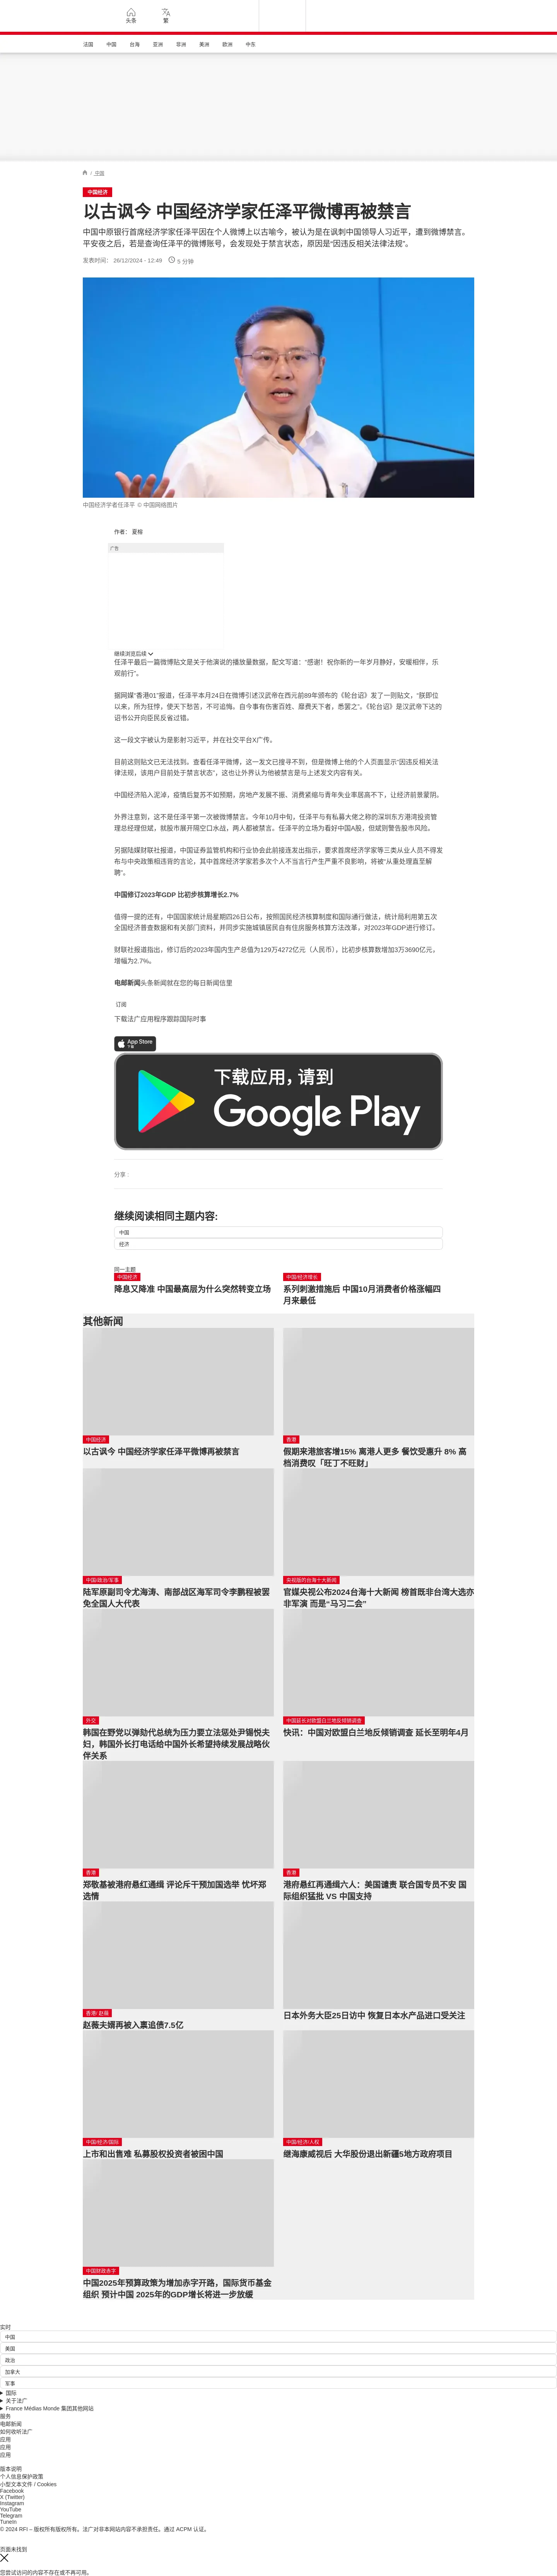 头条
繁
法国 中国 台海 亚洲 非洲 美洲 欧洲 中东
/ 中国
中国经济
以古讽今 中国经济学家任泽平微博再被禁言
中国中原银行首席经济学家任泽平因在个人微博上以古喻今，被认为是在讽刺中国领导人习近平，遭到微博禁言。
平安夜之后，若是查询任泽平的微博账号，会发现处于禁言状态，原因是“因违反相关法律法规”。
发表时间： 26/12/2024 - 12:49 5 分钟
中国经济学者任泽平 © 中国网络图片
作者： 夏榕
广告
继续浏览后续
任泽平最后一篇微博贴文是关于他演说的播放量数据，配文写道：“感谢！祝你新的一年岁月静好，安暖相伴，乐
观前行”。
据网媒“香港01”报道，任泽平本月24日在微博引述汉武帝在西元前89年颁布的《轮台诏》发了一则贴文，“朕即位
以来，所为狂悖，使天下愁苦，不可追悔。自今事有伤害百姓、靡费天下者，悉罢之”。《轮台诏》是汉武帝下达的
诏书公开向臣民反省过错。
这一段文字被认为是影射习近平，并在社交平台X广传。
目前这则贴文已无法找到。查看任泽平微博，这一发文已搜寻不到，但是微博上他的个人页面显示“因违反相关法
律法规，该用户目前处于禁言状态”，这也让外界认为他被禁言是与上述发文内容有关。
中国经济陷入泥淖，疫情后复苏不如预期，房地产发展不振、消费紧缩与青年失业率居高不下，让经济前景蒙阴。
外界注意到，这不是任泽平第一次被微博禁言。今年10月中旬，任泽平与有私募大佬之称的深圳东方港湾投资管
理总经理但斌，就股市展开隔空口水战，两人都被禁言。任泽平的立场为看好中国A股，但斌则警告股市风险。
另据陆媒财联社报道，中国证券监管机构和行业协会此前接连发出指示，要求首席经济学家等三类从业人员不得发
布与中央政策相违背的言论，其中首席经济学家若多次个人不当言行产生严重不良影响，将被“从重处理直至解
聘”。
中国修订2023年GDP 比初步核算增长2.7%
值得一提的还有，中国国家统计局星期四26日公布，按照国民经济核算制度和国际通行做法，统计局利用第五次
全国经济普查数据和有关部门资料，并同步实施城镇居民自有住房服务核算方法改革，对2023年GDP进行修订。
财联社报道指出，修订后的2023年国内生产总值为129万4272亿元（人民币），比初步核算数增加3万3690亿元，
增幅为2.7%。
电邮新闻头条新闻就在您的每日新闻信里
订阅
下载法广应用程序跟踪国际时事
App Store
下载
下载应用，请到
Google Play
分享 :
继续阅读相同主题内容:
中国
经济
同一主题
中国经济
降息又降准 中国最高层为什么突然转变立场
中国/经济增长
系列刺激措施后 中国10月消费者价格涨幅四
月来最低
其他新闻
中国经济
以古讽今 中国经济学家任泽平微博再被禁言
香港
假期来港旅客增15% 离港人更多 餐饮受惠升 8% 高
档消费叹「旺丁不旺财」
中国/政治/军事
陆军原副司令尤海涛、南部战区海军司令李鹏程被罢
免全国人大代表
央视版的台海十大新闻
官媒央视公布2024台海十大新闻 榜首既非台湾大选亦
非军演 而是“马习二会”
外交
韩国在野党以弹劾代总统为压力要立法惩处尹锡悦夫
妇，韩国外长打电话给中国外长希望持续发展战略伙
伴关系
中国延长对欧盟白兰地反倾销调查
快讯：中国对欧盟白兰地反倾销调查 延长至明年4月
香港
郑敬基被港府悬红通缉 评论斥干预加国选举 忧坏郑
选情
香港
港府悬红再通缉六人：美国谴责 联合国专员不安 国
际组织猛批 VS 中国支持
香港/ 赵薇
赵薇夫婿再被入禀追债7.5亿
日本外务大臣25日访中 恢复日本水产品进口受关注
中国/经济/国际
上市和出售难 私募股权投资者被困中国
中国/经济/人权
继海康威视后 大华股份退出新疆5地方政府项目
中国财政赤字
中国2025年预算政策为增加赤字开路，国际货币基金
组织 预计中国 2025年的GDP增长将进一步放缓
实时
中国
美国
政治
加拿大
军事
国际
关于法广
France Médias Monde 集团其他网站
服务
电邮新闻
如何收听法广
应用
应用
应用
版本说明
个人信息保护政策
小型文本文件 / Cookies
Facebook
X (Twitter)
Instagram
YouTube
Telegram
TuneIn
© 2024 RFI – 版权所有版权所有。法广对非本网站内容不承担责任。通过 ACPM 认证。
页面未找到
您尝试访问的内容不存在或不再可用。